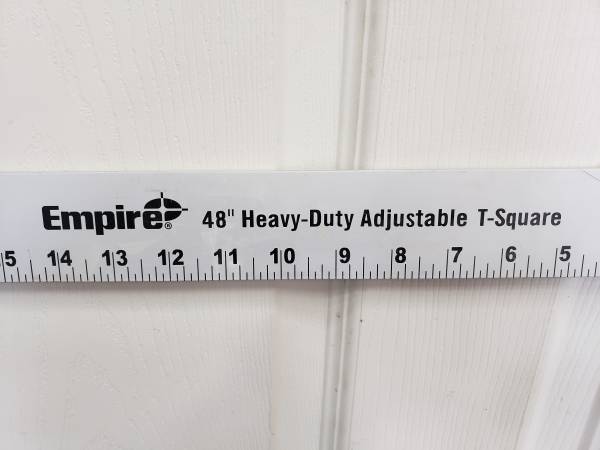 Empire® 48" Heavy-Duty Adjustable T-Square
5 14 13 12 11 10 9 8 7 6 5